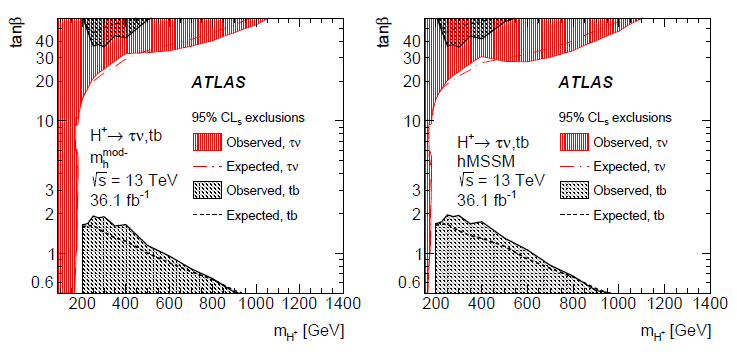 tanβ
40
30
20
10
3
2
1
0.6
ATLAS
95% CLs exclusions
H+→ τν,tb
mhmod-
√s = 13 TeV
36.1 fb-1
Observed, τν
Expected, τν
Observed, tb
Expected, tb
200 400 600 800 1000 1200 1400
mH+ [GeV]
tanβ
40
30
20
10
3
2
1
0.6
ATLAS
95% CLs exclusions
H+→ τν,tb
hMSSM
√s = 13 TeV
36.1 fb-1
Observed, τν
Expected, τν
Observed, tb
Expected, tb
200 400 600 800 1000 1200 1400
mH+ [GeV]